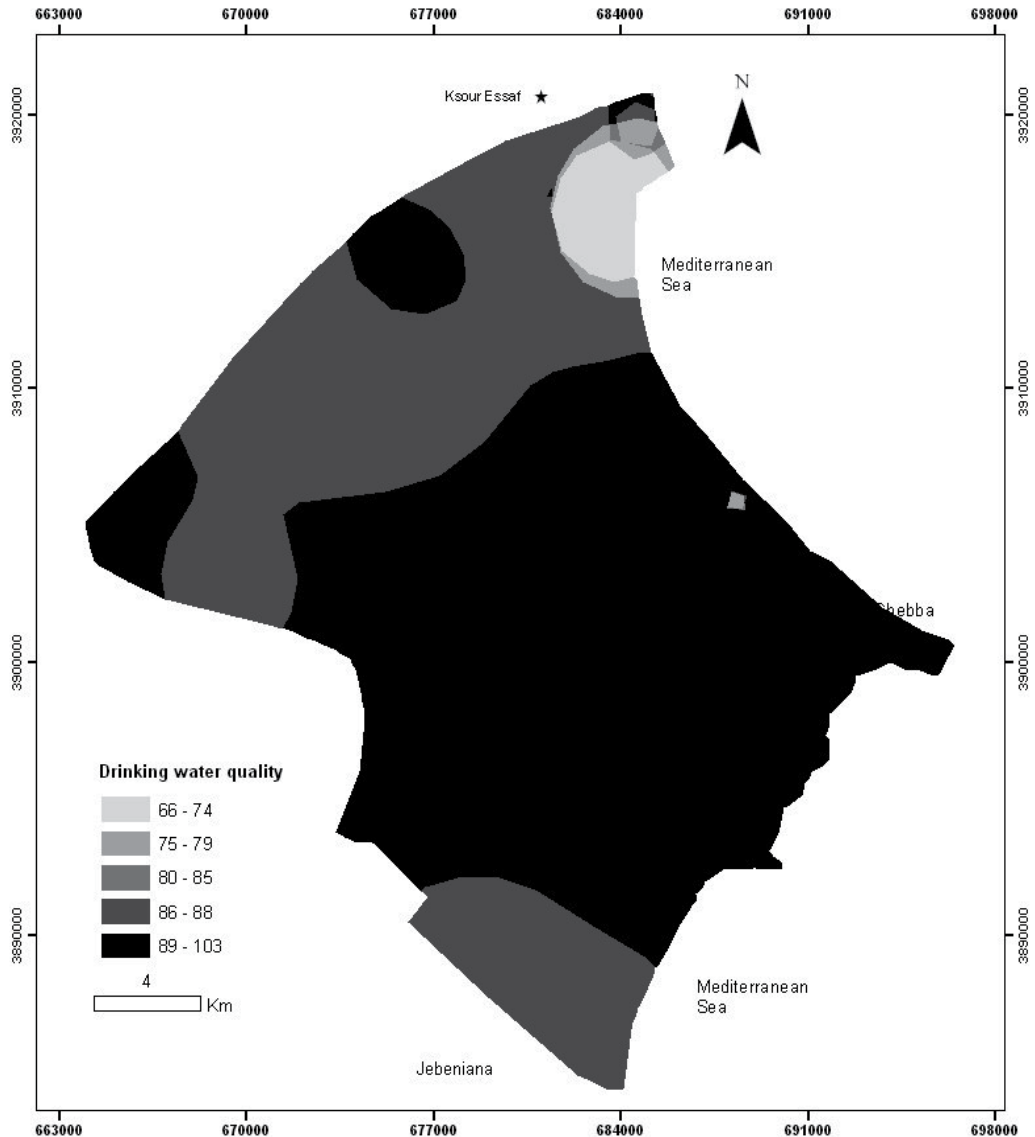 663000 670000 677000 684000 691000 698000
Ksour Essaf
N
3920000 3920000
Mediterranean
Sea
3910000 3910000
Chebba
3900000 3900000
Drinking water quality
66 - 74
75 - 79
80 - 85
86 - 88
89 - 103
3890000 3890000
4
Km
Mediterranean
Sea
Jebeniana
663000 670000 677000 684000 691000 698000